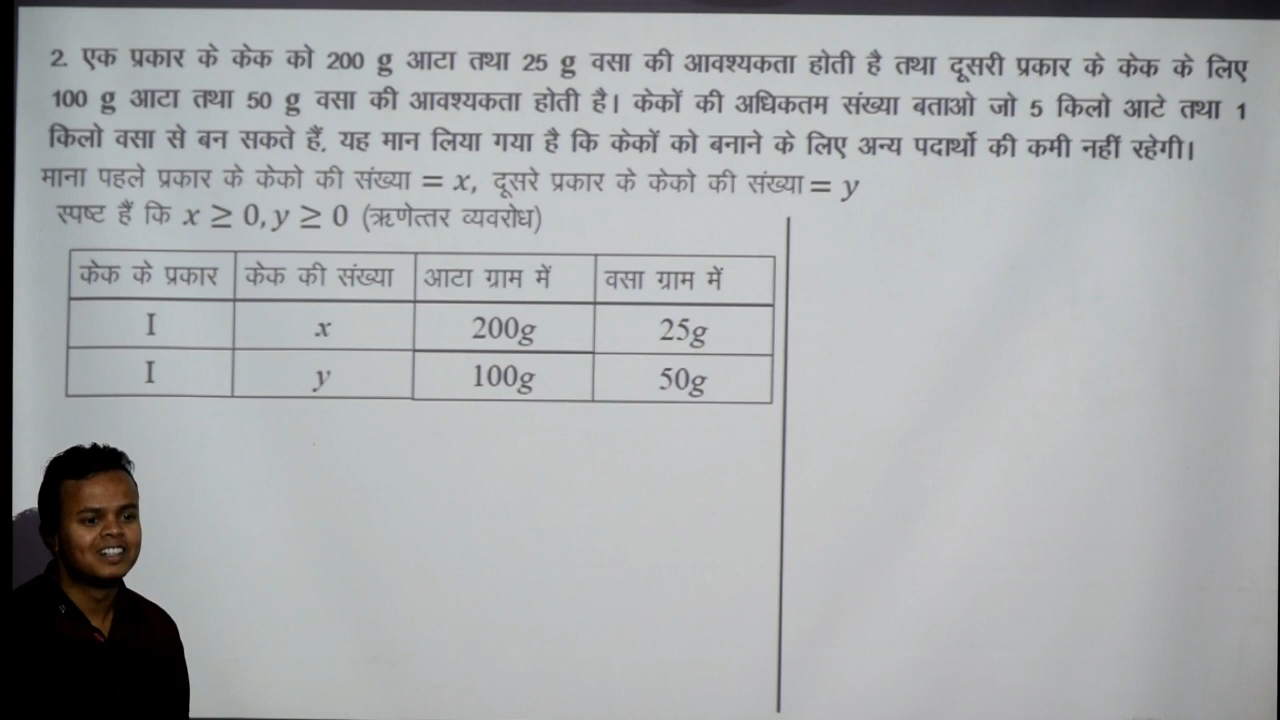 2. एक प्रकार के केक को 200 g आटा तथा 25 g वसा की आवश्यकता होती है तथा दूसरी प्रकार के केक के लिए
100 g आटा तथा 50 g वसा की आवश्यकता होती है। केकों की अधिकतम संख्या बताओ जो 5 किलो आटे तथा 1
किलो वसा से बन सकते हैं, यह मान लिया गया है कि केकों को बनाने के लिए अन्य पदार्थो की कमी नहीं रहेगी।
माना पहले प्रकार के केको की संख्या = x, दूसरे प्रकार के केको की संख्या = y
स्पष्ट हैं कि x ≥ 0, y ≥ 0 (ऋणेत्तर व्यवरोध)
केक के प्रकार केक की संख्या आटा ग्राम में वसा ग्राम में
I x 200g 25g
I y 100g 50g